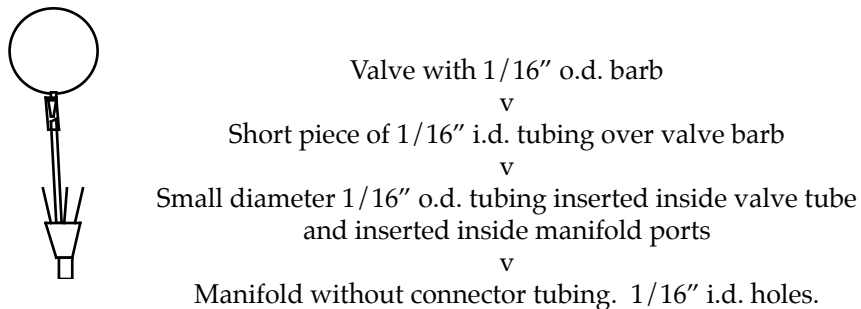 Valve with 1/16” o.d. barb
v
Short piece of 1/16” i.d. tubing over valve barb
v
Small diameter 1/16” o.d. tubing inserted inside valve tube
and inserted inside manifold ports
v
Manifold without connector tubing.  1/16” i.d. holes.